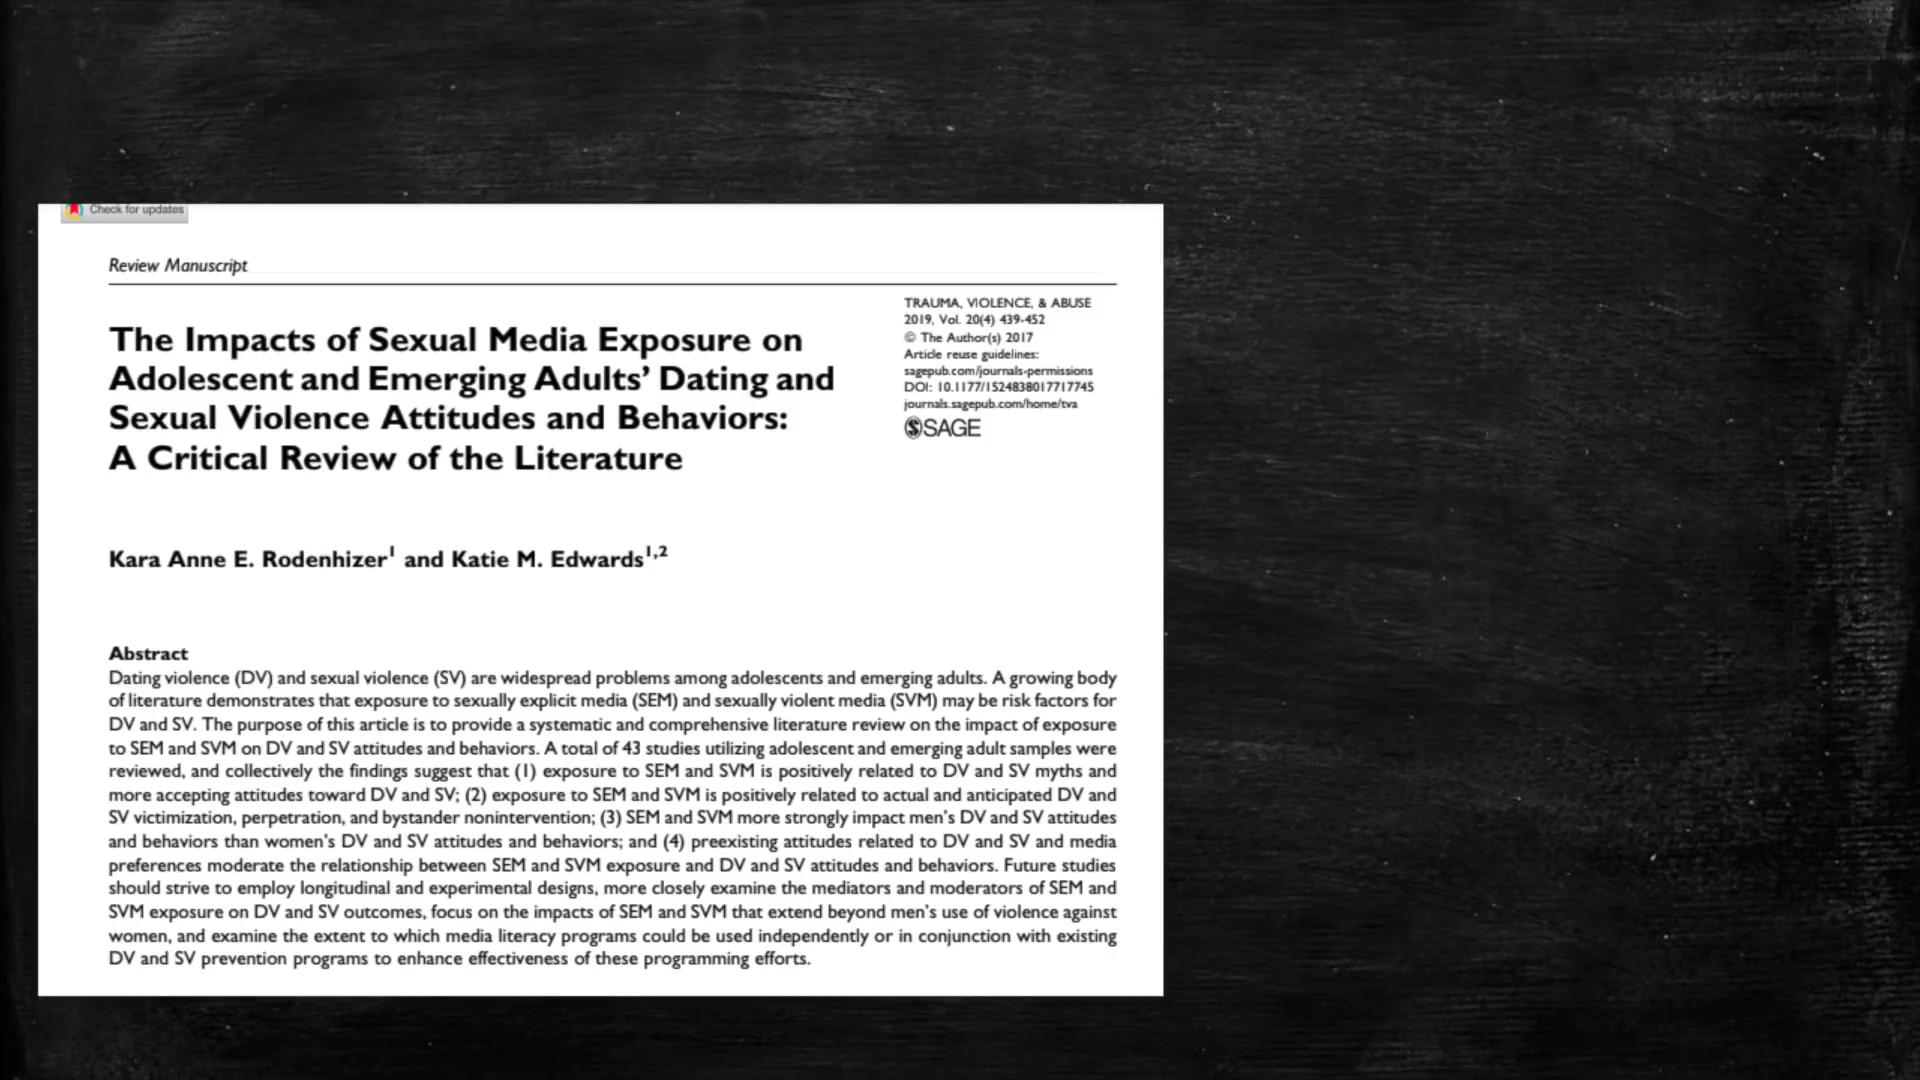 Check for updates
Review Manuscript
The Impacts of Sexual Media Exposure on
Adolescent and Emerging Adults’ Dating and
Sexual Violence Attitudes and Behaviors:
A Critical Review of the Literature
TRAUMA, VIOLENCE, & ABUSE
2019, Vol. 20(4) 439-452
© The Author(s) 2017
Article reuse guidelines:
sagepub.com/journals-permissions
DOI: 10.1177/1524838017717745
journals.sagepub.com/home/tva
SAGE
Kara Anne E. Rodenhizer¹ and Katie M. Edwards¹,²
Abstract
Dating violence (DV) and sexual violence (SV) are widespread problems among adolescents and emerging adults. A growing body
of literature demonstrates that exposure to sexually explicit media (SEM) and sexually violent media (SVM) may be risk factors for
DV and SV. The purpose of this article is to provide a systematic and comprehensive literature review on the impact of exposure
to SEM and SVM on DV and SV attitudes and behaviors. A total of 43 studies utilizing adolescent and emerging adult samples were
reviewed, and collectively the findings suggest that (1) exposure to SEM and SVM is positively related to DV and SV myths and
more accepting attitudes toward DV and SV; (2) exposure to SEM and SVM is positively related to actual and anticipated DV and
SV victimization, perpetration, and bystander nonintervention; (3) SEM and SVM more strongly impact men’s DV and SV attitudes
and behaviors than women’s DV and SV attitudes and behaviors; and (4) preexisting attitudes related to DV and SV and media
preferences moderate the relationship between SEM and SVM exposure and DV and SV attitudes and behaviors. Future studies
should strive to employ longitudinal and experimental designs, more closely examine the mediators and moderators of SEM and
SVM exposure on DV and SV outcomes, focus on the impacts of SEM and SVM that extend beyond men’s use of violence against
women, and examine the extent to which media literacy programs could be used independently or in conjunction with existing
DV and SV prevention programs to enhance effectiveness of these programming efforts.